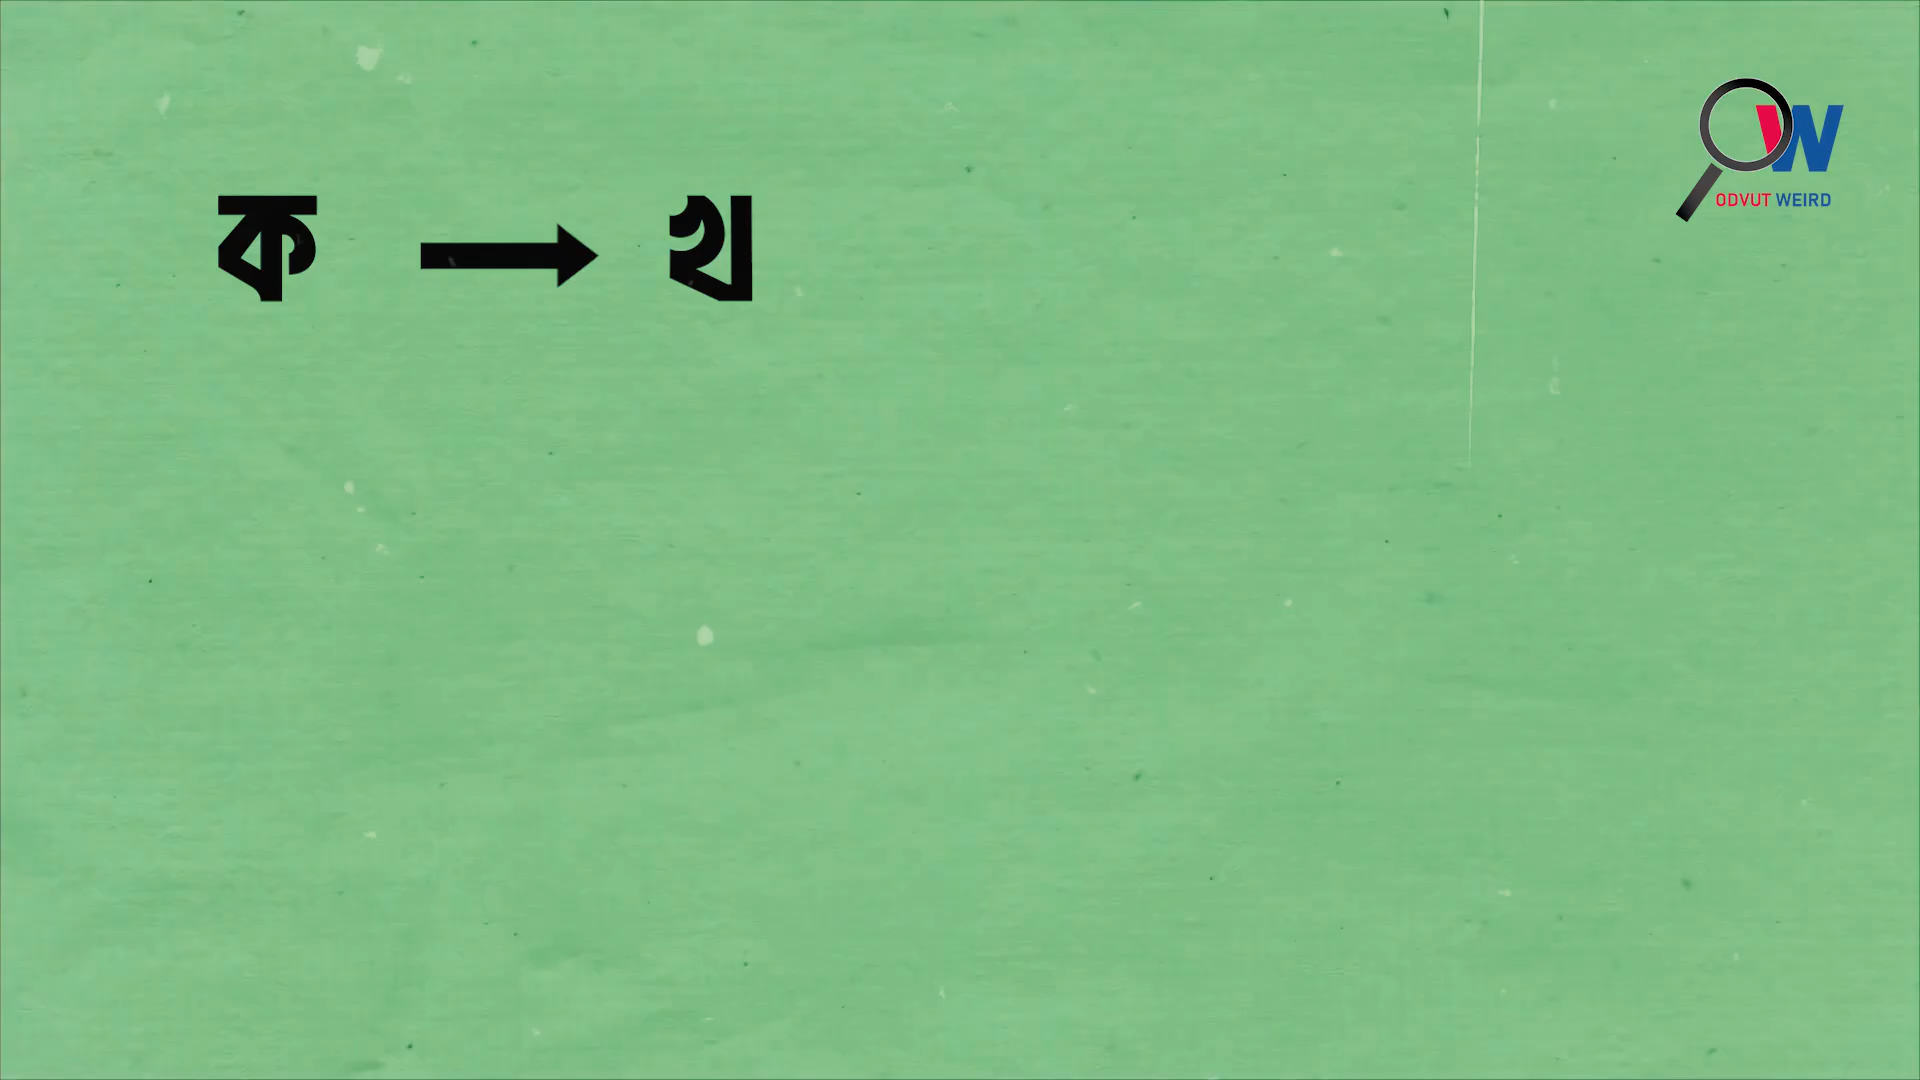 ক → খ
W
ODVUT WEIRD